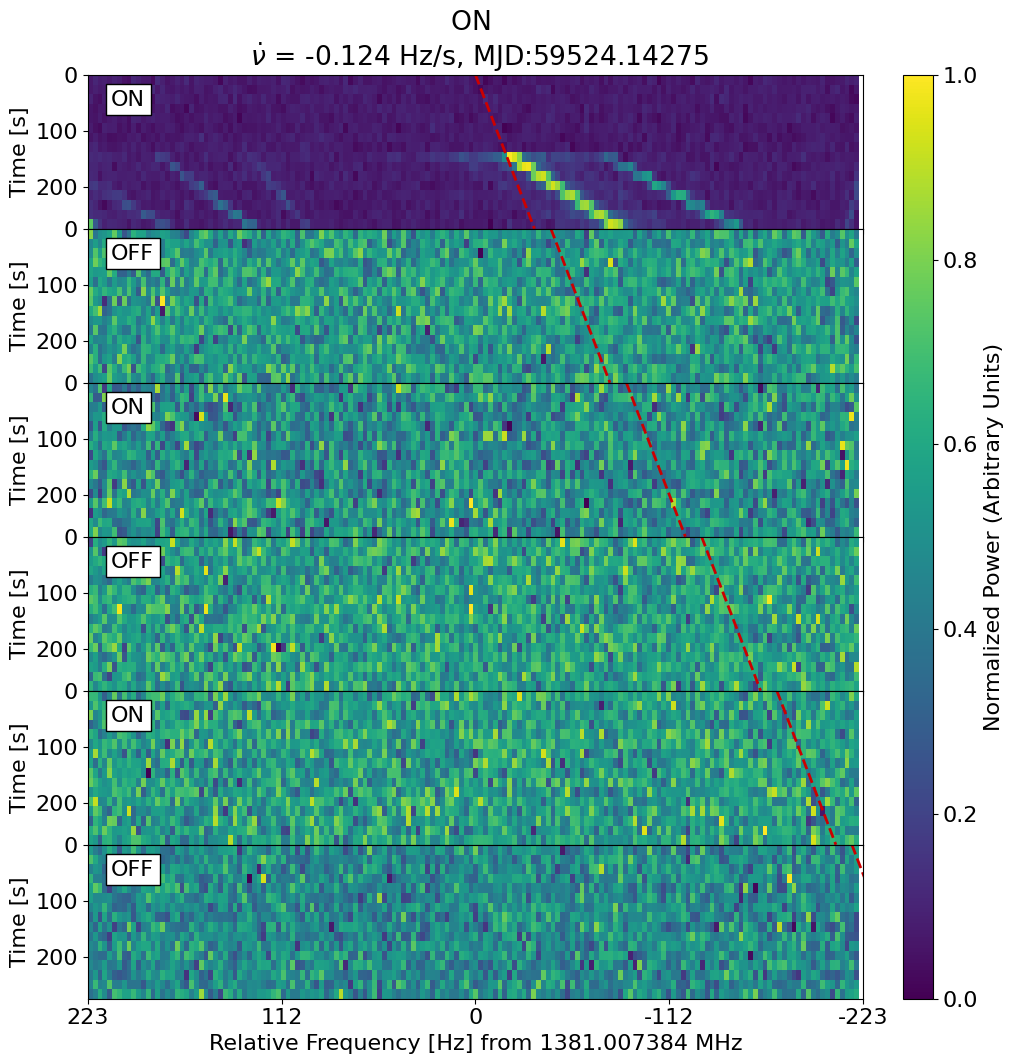 ON
ν̇ = -0.124 Hz/s, MJD:59524.14275
0
100
200
Time [s]
ON
0
100
200
Time [s]
OFF
0
100
200
Time [s]
ON
0
100
200
Time [s]
OFF
0
100
200
Time [s]
ON
0
100
200
Time [s]
OFF
223 112 0 -112 -223
Relative Frequency [Hz] from 1381.007384 MHz
1.0
0.8
0.6
0.4
0.2
0.0
Normalized Power (Arbitrary Units)